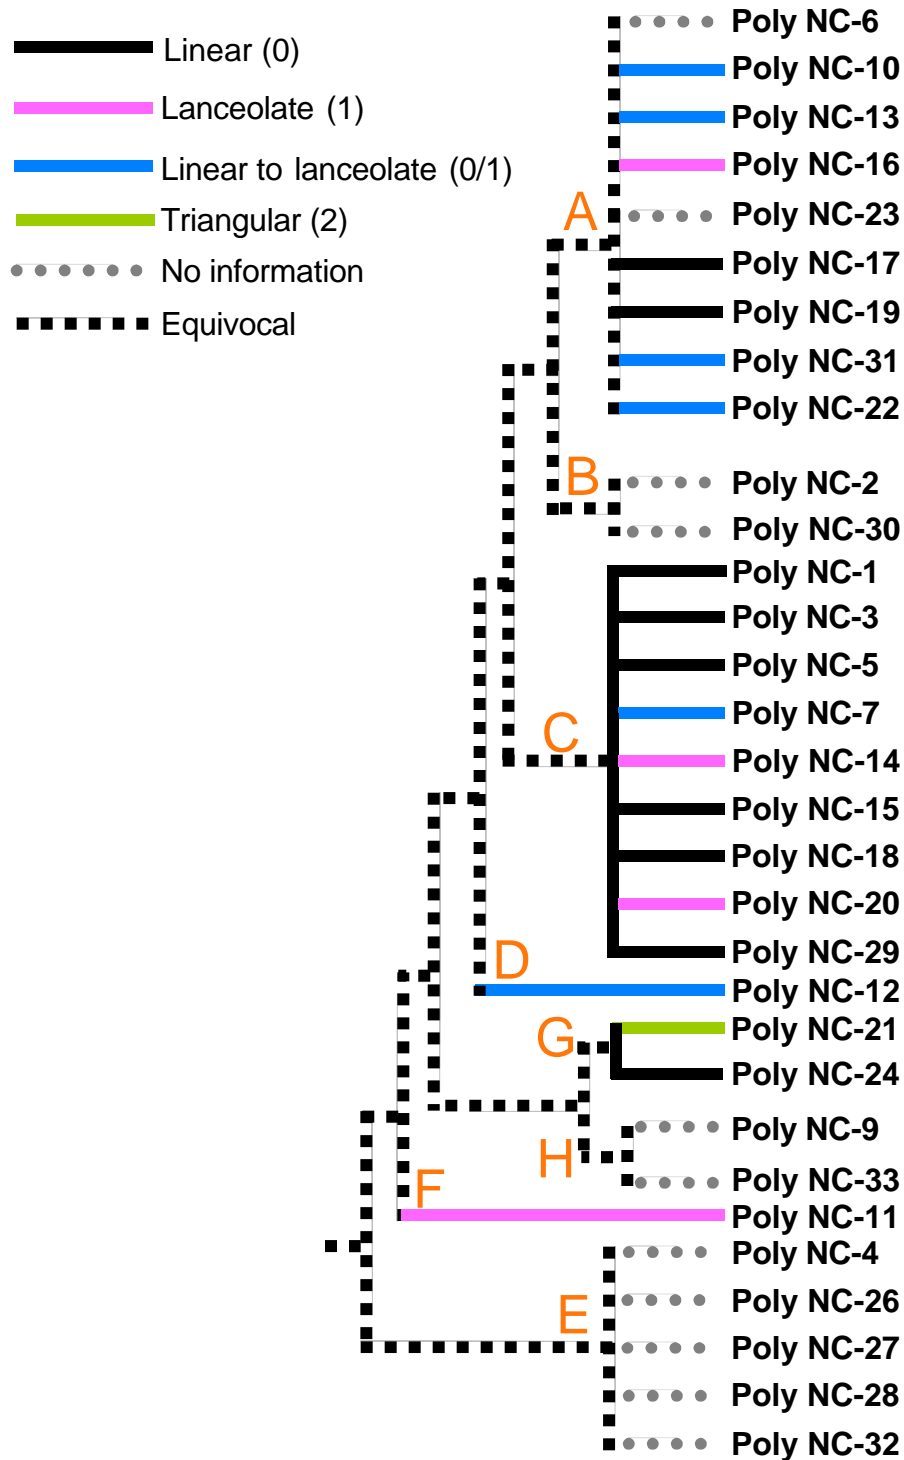 Linear (0)
Lanceolate (1)
Linear to lanceolate (0/1)
Triangular (2)
No information
Equivocal
A
B
C
D
G
H
F
E
Poly NC-6
Poly NC-10
Poly NC-13
Poly NC-16
Poly NC-23
Poly NC-17
Poly NC-19
Poly NC-31
Poly NC-22
Poly NC-2
Poly NC-30
Poly NC-1
Poly NC-3
Poly NC-5
Poly NC-7
Poly NC-14
Poly NC-15
Poly NC-18
Poly NC-20
Poly NC-29
Poly NC-12
Poly NC-21
Poly NC-24
Poly NC-9
Poly NC-33
Poly NC-11
Poly NC-4
Poly NC-26
Poly NC-27
Poly NC-28
Poly NC-32